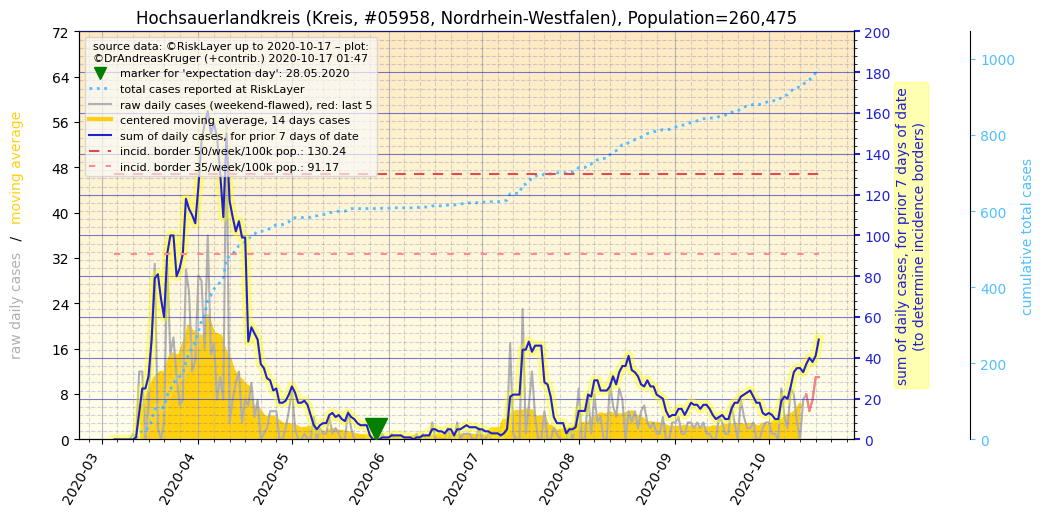 Hochsauerlandkreis (Kreis, #05958, Nordrhein-Westfalen), Population=260,475
source data: ©RiskLayer up to 2020-10-17 – plot:
©DrAndreasKruger (+contrib.) 2020-10-17 01:47
marker for 'expectation day': 28.05.2020
total cases reported at RiskLayer
raw daily cases (weekend-flawed), red: last 5
centered moving average, 14 days cases
sum of daily cases, for prior 7 days of date
incid. border 50/week/100k pop.: 130.24
incid. border 35/week/100k pop.: 91.17
raw daily cases / moving average
72
64
56
48
40
32
24
16
8
0
2020-03
2020-04
2020-05
2020-06
2020-07
2020-08
2020-09
2020-10
200
180
160
140
120
100
80
60
40
20
0
sum of daily cases, for prior 7 days of date
(to determine incidence borders)
1000
800
600
400
200
0
cumulative total cases